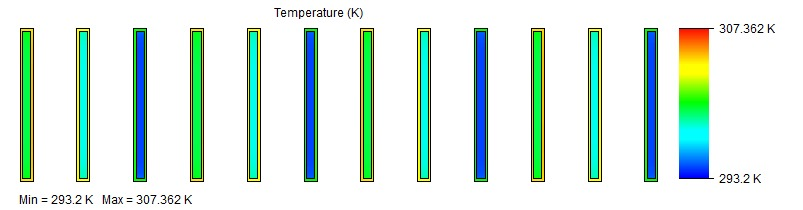 Temperature (K)
307.362 K
293.2 K
Min = 293.2 K  Max = 307.362 K